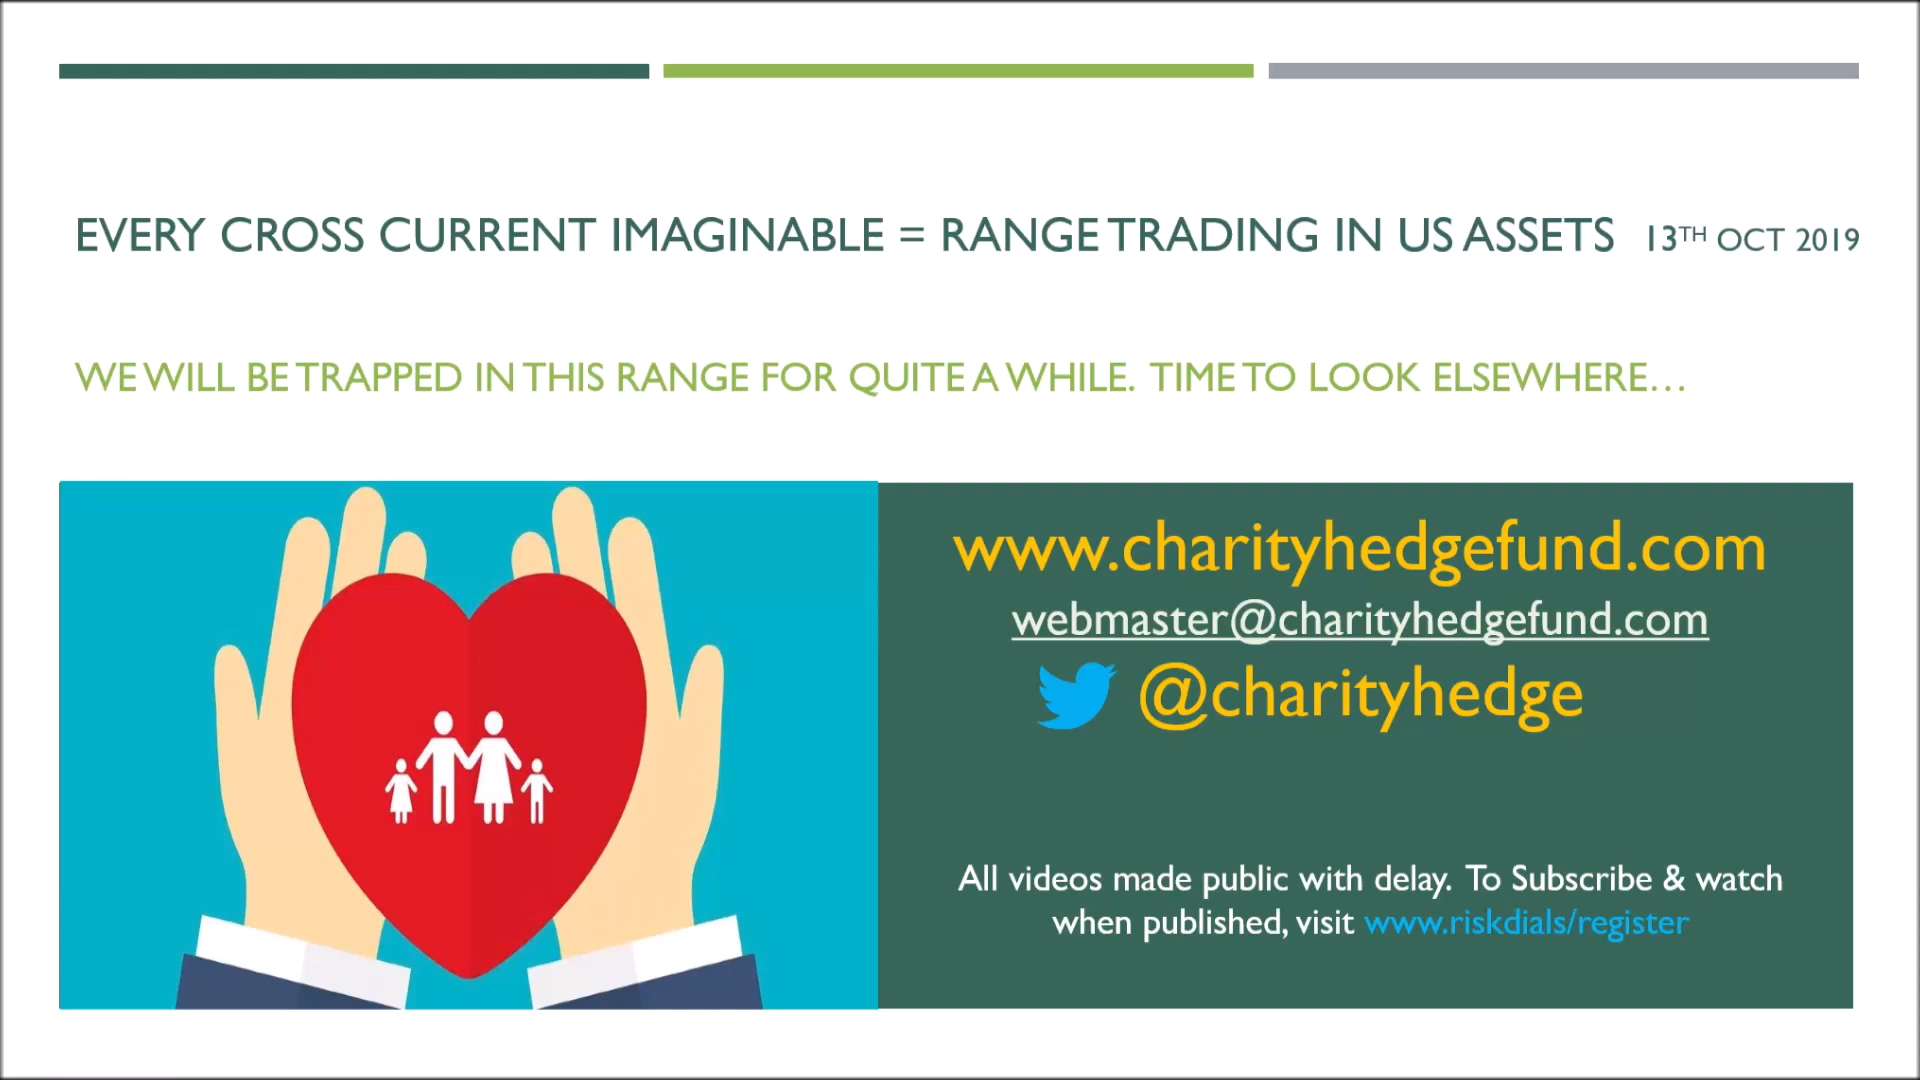 EVERY CROSS CURRENT IMAGINABLE = RANGE TRADING IN US ASSETS 13TH OCT 2019
WE WILL BE TRAPPED IN THIS RANGE FOR QUITE A WHILE. TIME TO LOOK ELSEWHERE...
www.charityhedgefund.com
webmaster@charityhedgefund.com
@charityhedge
All videos made public with delay. To Subscribe & watch
when published, visit www.riskdials/register